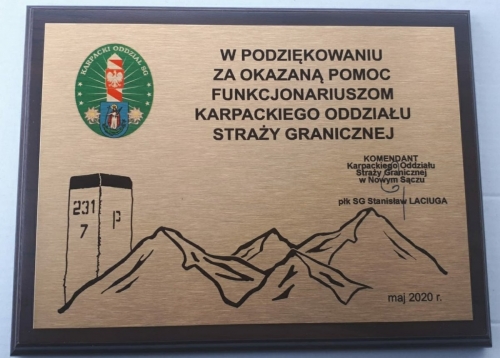 KARPACKI ODDZIAŁ SG
W PODZIĘKOWANIU
ZA OKAZANĄ POMOC
FUNKCJONARIUSZOM
KARPACKIEGO ODDZIAŁU
STRAŻY GRANICZNEJ
KOMENDANT
Karpackiego Oddziału
Straży Granicznej
w Nowym Sączu
płk SG Stanisław LACIUGA
231
7
P
maj 2020 r.